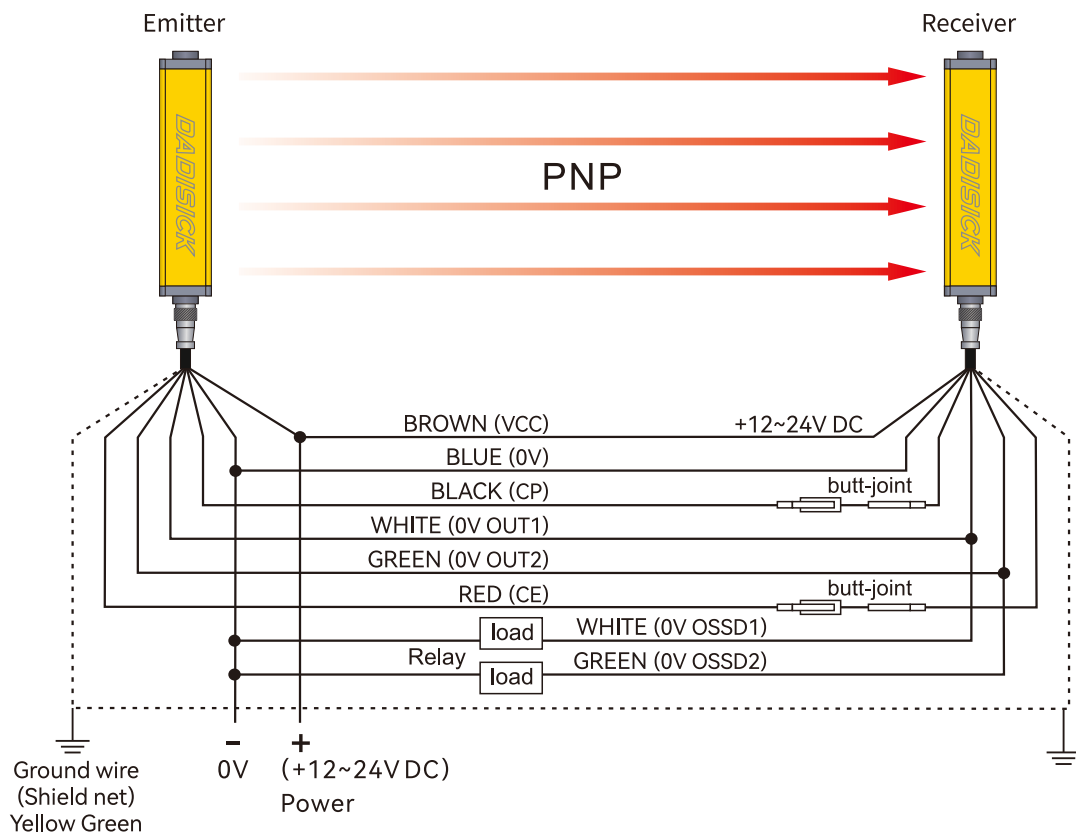 Emitter
Receiver
DADISICK
DADISICK
PNP
BROWN (VCC)
+12~24V DC
BLUE (0V)
BLACK (CP)
butt-joint
WHITE (0V OUT1)
GREEN (0V OUT2)
RED (CE)
butt-joint
load
WHITE (0V OSSD1)
Relay
load
GREEN (0V OSSD2)
- +
0V
(+12~24V DC)
Power
Ground wire
(Shield net)
Yellow Green